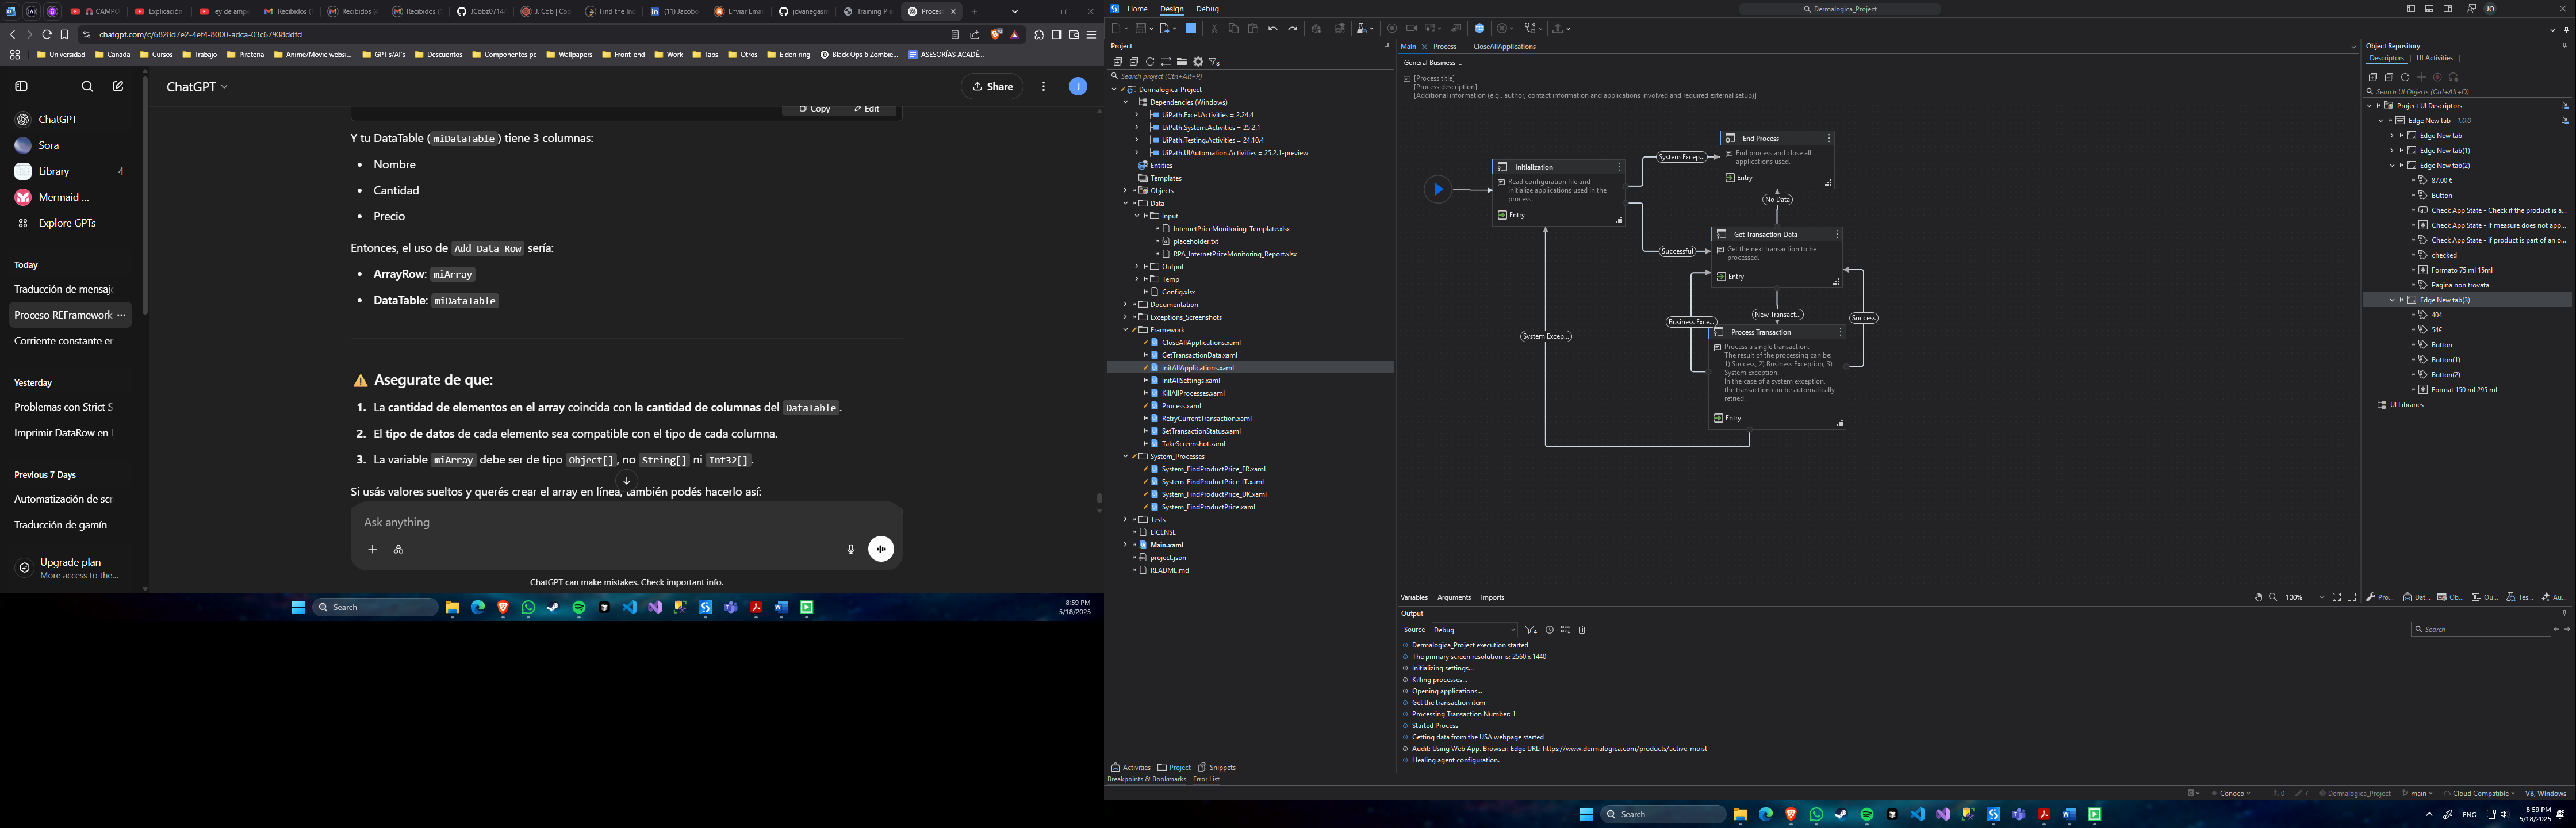 CAMPO
Explicación
ley de amp
Recibidos (
Recibidos (
Recibidos (
JCobz0714
J. Cob | Co
Find the In
(11) Jacobo
Enviar Ema
jdvanegas
Training Pl
Proces
chatgpt.com/c/6828d7e2-4ef4-8000-adca-03c67938ddfd
Universidad
Canada
Cursos
Trabajo
Pirateria
Anime/Movie websi...
GPT's/AI's
Descuentos
Componentes pc
Wallpapers
Front-end
Work
Tabs
Otros
Elden ring
Black Ops 6 Zombie...
ASESORÍAS ACADÉ...
ChatGPT
Share
J
ChatGPT
Sora
Library 4
Mermaid ...
Explore GPTs
Today
Traducción de mensaj
Proceso REFramework ...
Corriente constante er
Yesterday
Problemas con Strict S
Imprimir DataRow en
Previous 7 Days
Automatización de scr
Traducción de gamín
Upgrade plan
More access to the...
Copy
Edit
Y tu DataTable (miDataTable) tiene 3 columnas:
• Nombre
• Cantidad
• Precio
Entonces, el uso de Add Data Row sería:
• ArrayRow: miArray
• DataTable: miDataTable
Asegurate de que:
1. La cantidad de elementos en el array coincida con la cantidad de columnas del DataTable.
2. El tipo de datos de cada elemento sea compatible con el tipo de cada columna.
3. La variable miArray debe ser de tipo Object[], no String[] ni Int32[].
Si usás valores sueltos y querés crear el array en línea, también podés hacerlo así:
Ask anything
ChatGPT can make mistakes. Check important info.
Search
8:59 PM
5/18/2025
Home
Design
Debug
Dermalogica_Project
JO
Project
Search project (Ctrl+Alt+P)
Dermalogica_Project
Dependencies (Windows)
UiPath.Excel.Activities = 2.24.4
UiPath.System.Activities = 25.2.1
UiPath.Testing.Activities = 24.10.4
UiPath.UIAutomation.Activities = 25.2.1-preview
Entities
Templates
Objects
Data
Input
InternetPriceMonitoring_Template.xlsx
placeholder.txt
RPA_InternetPriceMonitoring_Report.xlsx
Output
Temp
Config.xlsx
Documentation
Exceptions_Screenshots
Framework
CloseAllApplications.xaml
GetTransactionData.xaml
InitAllApplications.xaml
InitAllSettings.xaml
KillAllProcesses.xaml
Process.xaml
RetryCurrentTransaction.xaml
SetTransactionStatus.xaml
TakeScreenshot.xaml
System_Processes
System_FindProductPrice_FR.xaml
System_FindProductPrice_IT.xaml
System_FindProductPrice_UK.xaml
System_FindProductPrice.xaml
Tests
LICENSE
Main.xaml
project.json
README.md
Activities
Project
Snippets
Breakpoints & Bookmarks
Error List
Main
Process
CloseAllApplications
General Business ...
[Process title]
[Process description]
[Additional information (e.g., author, contact information and applications involved and required external setup)]
Initialization
Read configuration file and
initialize applications used in the
process.
Entry
System Excep...
End Process
End process and close all
applications used.
Entry
No Data
Successful
Get Transaction Data
Get the next transaction to be
processed.
Entry
New Transact...
Business Exce...
Success
System Excep...
Process Transaction
Process a single transaction.
The result of the processing can be:
1) Success, 2) Business Exception, 3)
System Exception.
In the case of a system exception,
the transaction can be automatically
retried.
Entry
Variables
Arguments
Imports
100%
Output
Source
Debug
Search
Dermalogica_Project execution started
The primary screen resolution is: 2560 x 1440
Initializing settings...
Killing processes...
Opening applications...
Get the transaction item
Processing Transaction Number: 1
Started Process
Getting data from the USA webpage started
Audit: Using Web App. Browser: Edge URL: https://www.dermalogica.com/products/active-moist
Healing agent configuration.
Object Repository
Descriptors
UI Activities
Search UI Objects (Ctrl+Alt+O)
Project UI Descriptors
Edge New tab 1.0.0
Edge New tab
Edge New tab(1)
Edge New tab(2)
87.00 €
Button
Check App State - Check if the product is a...
Check App State - If measure does not app...
Check App State - if product is part of an o...
checked
Formato 75 ml 15ml
Pagina non trovata
Edge New tab(3)
404
54€
Button
Button(1)
Button(2)
Format 150 ml 295 ml
UI Libraries
Pro...
Dat...
Ob...
Ou...
Tes...
Au...
Conoco
0
7
Dermalogica_Project
main
Cloud Compatible
VB, Windows
Search
ENG
8:59 PM
5/18/2025